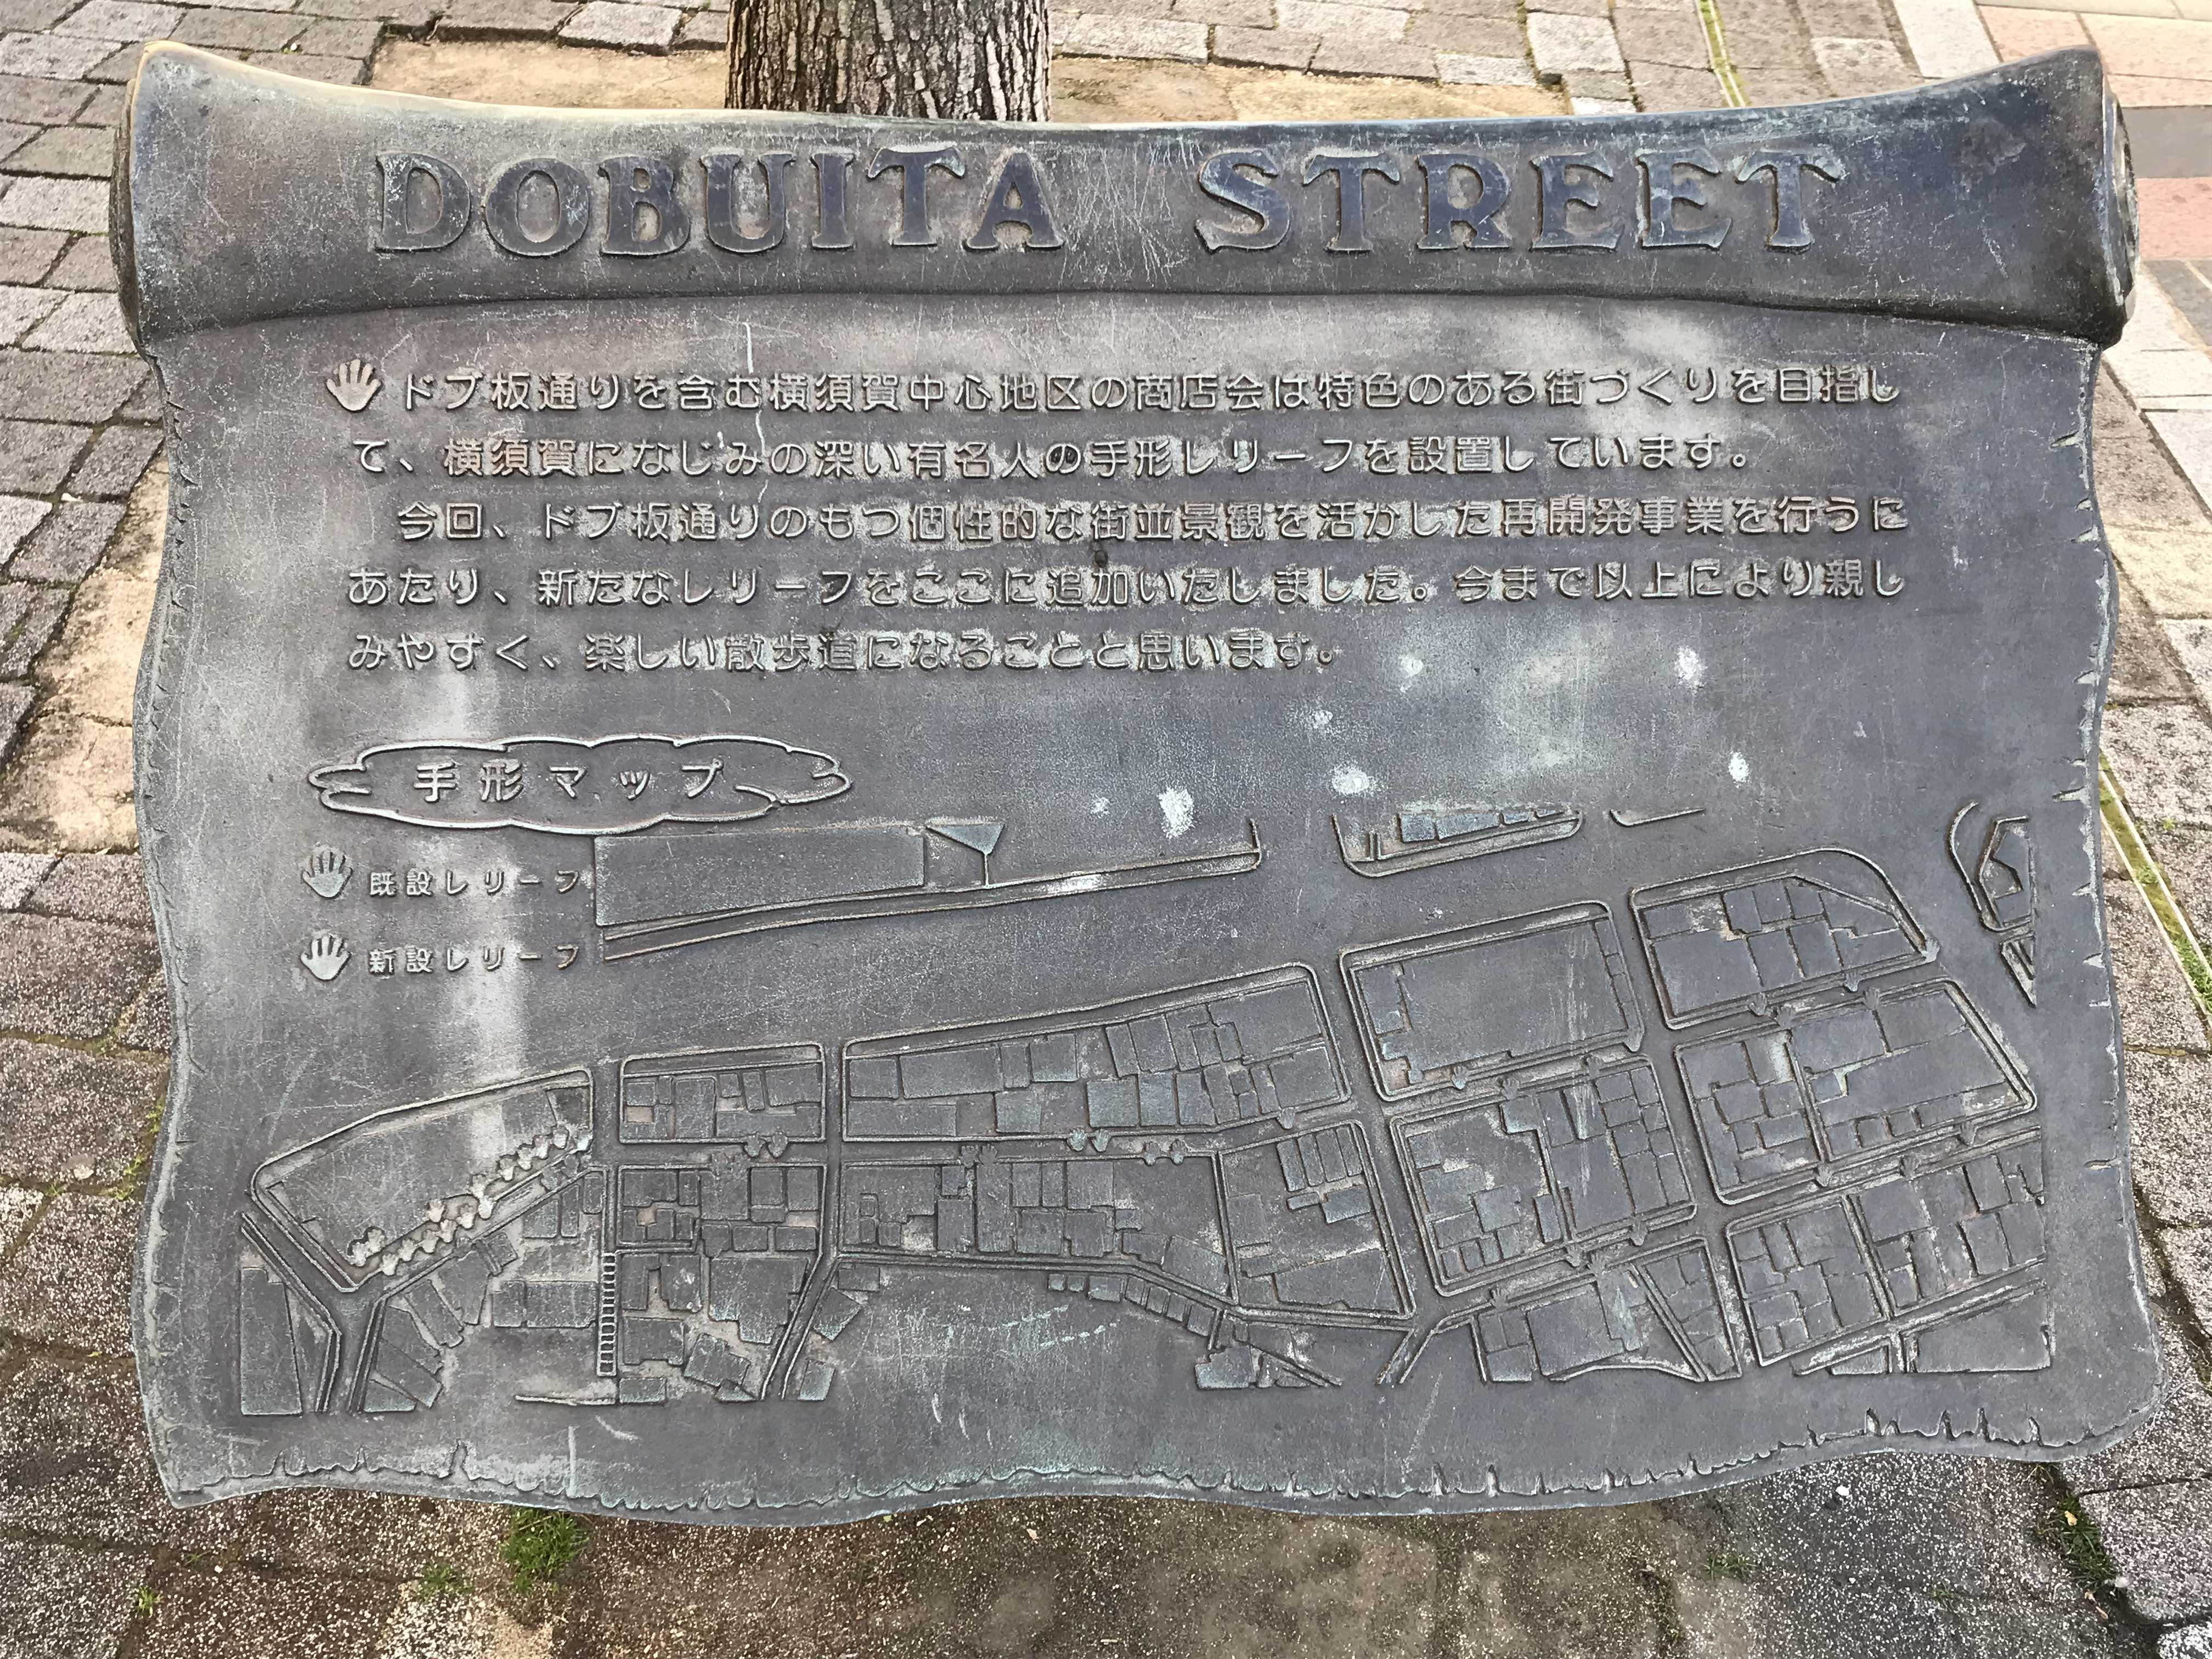 DOBUITA STREET
ドブ板通りを含む横須賀中心地区の商店会は特色のある街づくりを目指し
て、横須賀になじみの深い有名人の手形レリーフを設置しています。
今回、ドブ板通りのもつ個性的な街並景観を活かした再開発事業を行うに
あたり、新たなレリーフをここに追加いたしました。今まで以上により親し
みやすく、楽しい散歩道になることと思います。
手形マップ
既設レリーフ
新設レリーフ